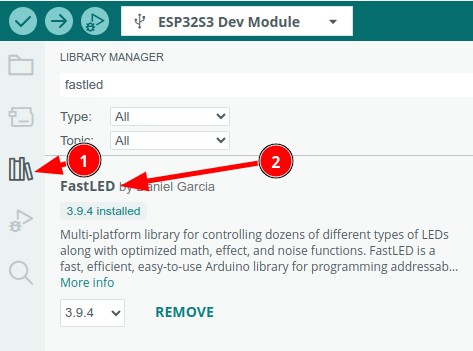 ESP32S3 Dev Module
LIBRARY MANAGER
fastled
Type: All
Topic: All
1
2
FastLED by Daniel Garcia
3.9.4 installed
Multi-platform library for controlling dozens of different types of LEDs
along with optimized math, effect, and noise functions. FastLED is a
fast, efficient, easy-to-use Arduino library for programming addressab...
More info
3.9.4 REMOVE